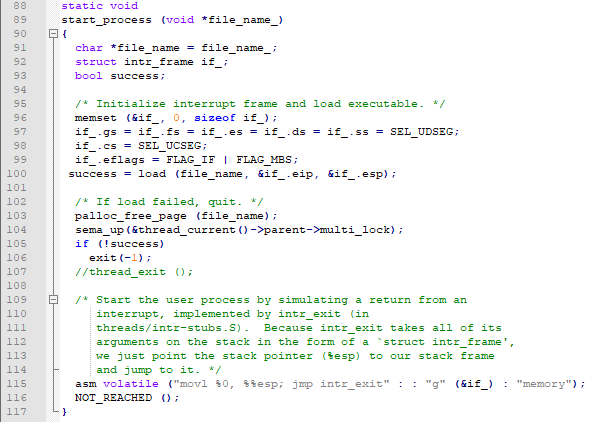 88 static void
89 start_process (void *file_name_)
90 {
91   char *file_name = file_name_;
92   struct intr_frame if_;
93   bool success;
94
95   /* Initialize interrupt frame and load executable. */
96   memset (&if_, 0, sizeof if_);
97   if_.gs = if_.fs = if_.es = if_.ds = if_.ss = SEL_UDSEG;
98   if_.cs = SEL_UCSEG;
99   if_.eflags = FLAG_IF | FLAG_MBS;
100  success = load (file_name, &if_.eip, &if_.esp);
101
102   /* If load failed, quit. */
103   palloc_free_page (file_name);
104   sema_up(&thread_current()->parent->multi_lock);
105   if (!success)
106     exit(-1);
107   //thread_exit ();
108
109   /* Start the user process by simulating a return from an
110      interrupt, implemented by intr_exit (in
111      threads/intr-stubs.S).  Because intr_exit takes all of its
112      arguments on the stack in the form of a `struct intr_frame',
113      we just point the stack pointer (%esp) to our stack frame
114      and jump to it. */
115   asm volatile ("movl %0, %%esp; jmp intr_exit" : : "g" (&if_) : "memory");
116   NOT_REACHED ();
117 }